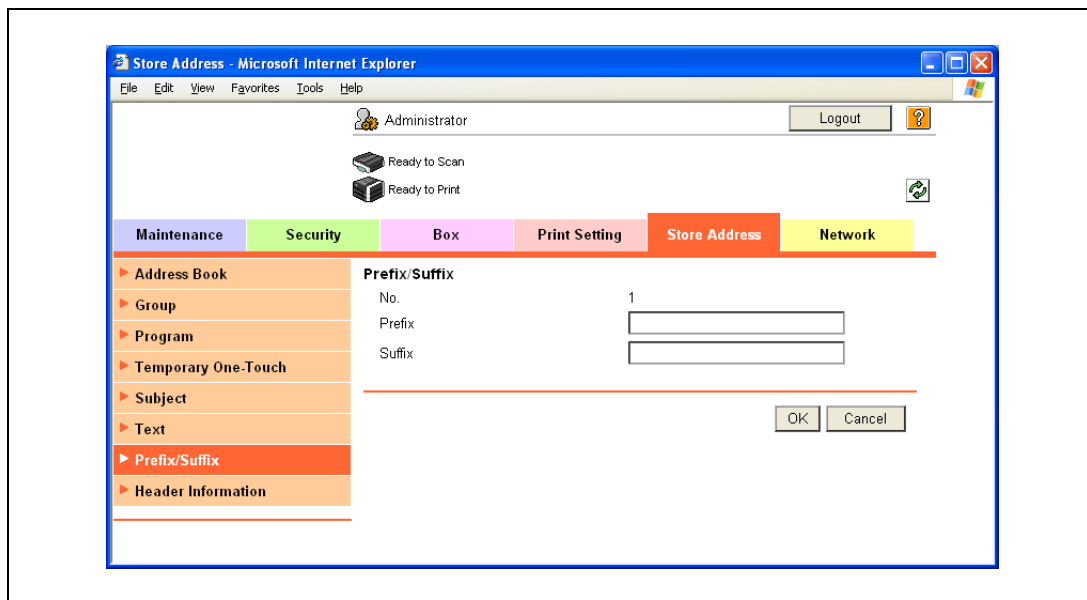 Store Address - Microsoft Internet Explorer
File Edit View Favorites Tools Help
Administrator Logout ?
Ready to Scan
Ready to Print
Maintenance Security Box Print Setting Store Address Network
Address Book
Group
Program
Temporary One-Touch
Subject
Text
Prefix/Suffix
Header Information
Prefix/Suffix
No. 1
Prefix
Suffix
OK Cancel